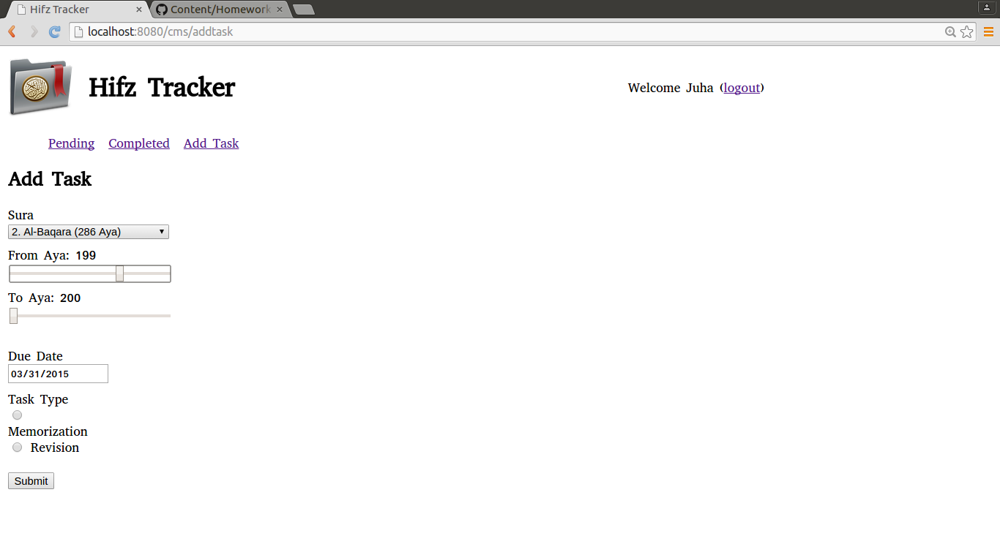 Hifz Tracker
Content/Homework
localhost:8080/cms/addtask
Hifz Tracker
Welcome Juha (logout)
Pending Completed Add Task
Add Task
Sura
2. Al-Baqara (286 Aya)
From Aya: 199
To Aya: 200
Due Date
03/31/2015
Task Type
Memorization
Revision
Submit